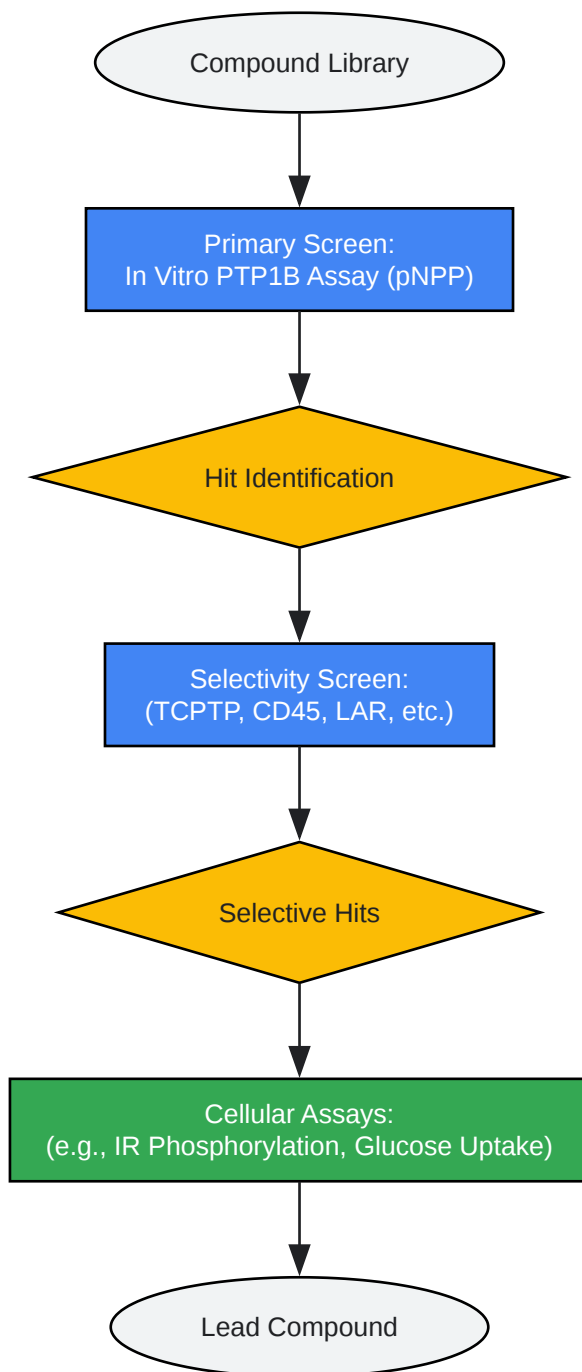 Compound Library
Primary Screen:
In Vitro PTP1B Assay (pNPP)
Hit Identification
Selectivity Screen:
(TCPTP, CD45, LAR, etc.)
Selective Hits
Cellular Assays:
(e.g., IR Phosphorylation, Glucose Uptake)
Lead Compound